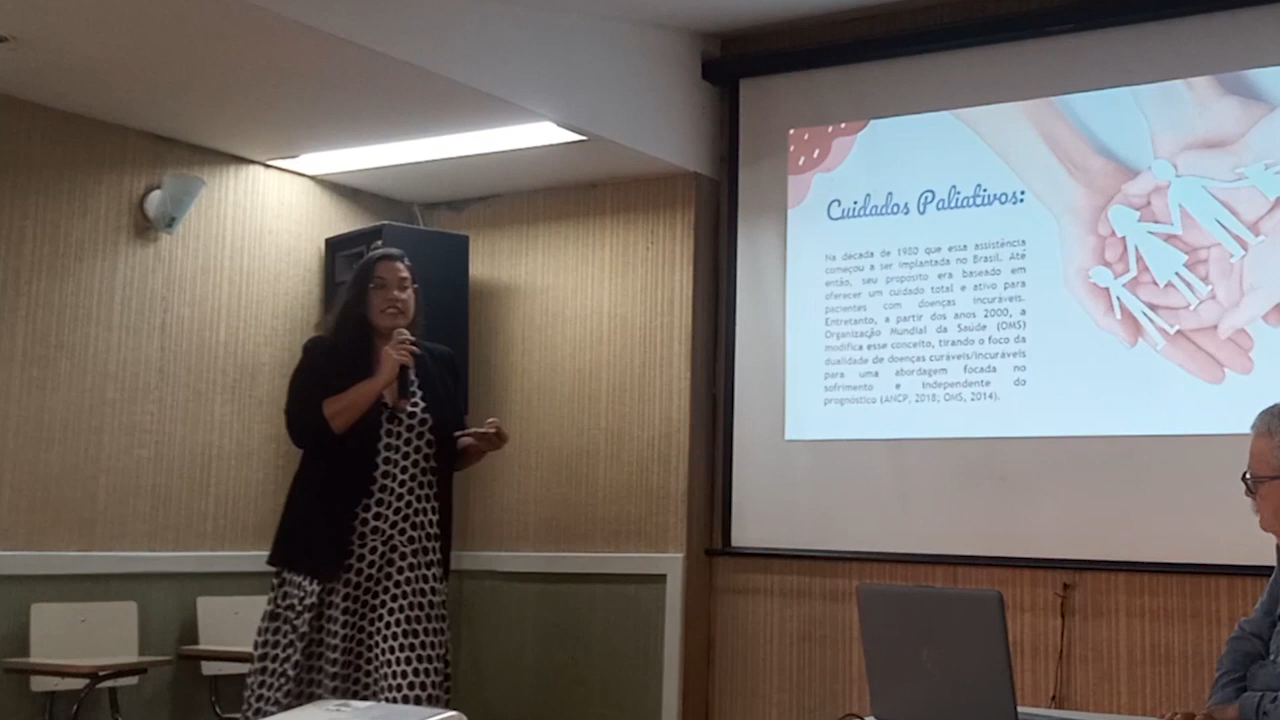 Cuidados Paliativos:
Na década de 1980 que essa assistência
começou a ser implantada no Brasil. Até
então, seu proposito era baseado em
oferecer um cuidado total e ativo para
pacientes com doenças incuráveis.
Entretanto, a partir dos anos 2000, a
Organização Mundial da Saúde (OMS)
modifica esse conceito, tirando o foco da
dualidade de doenças curáveis/incuráveis
para uma abordagem focada no
sofrimento e independente do
prognóstico (ANCP, 2018; OMS, 2014).